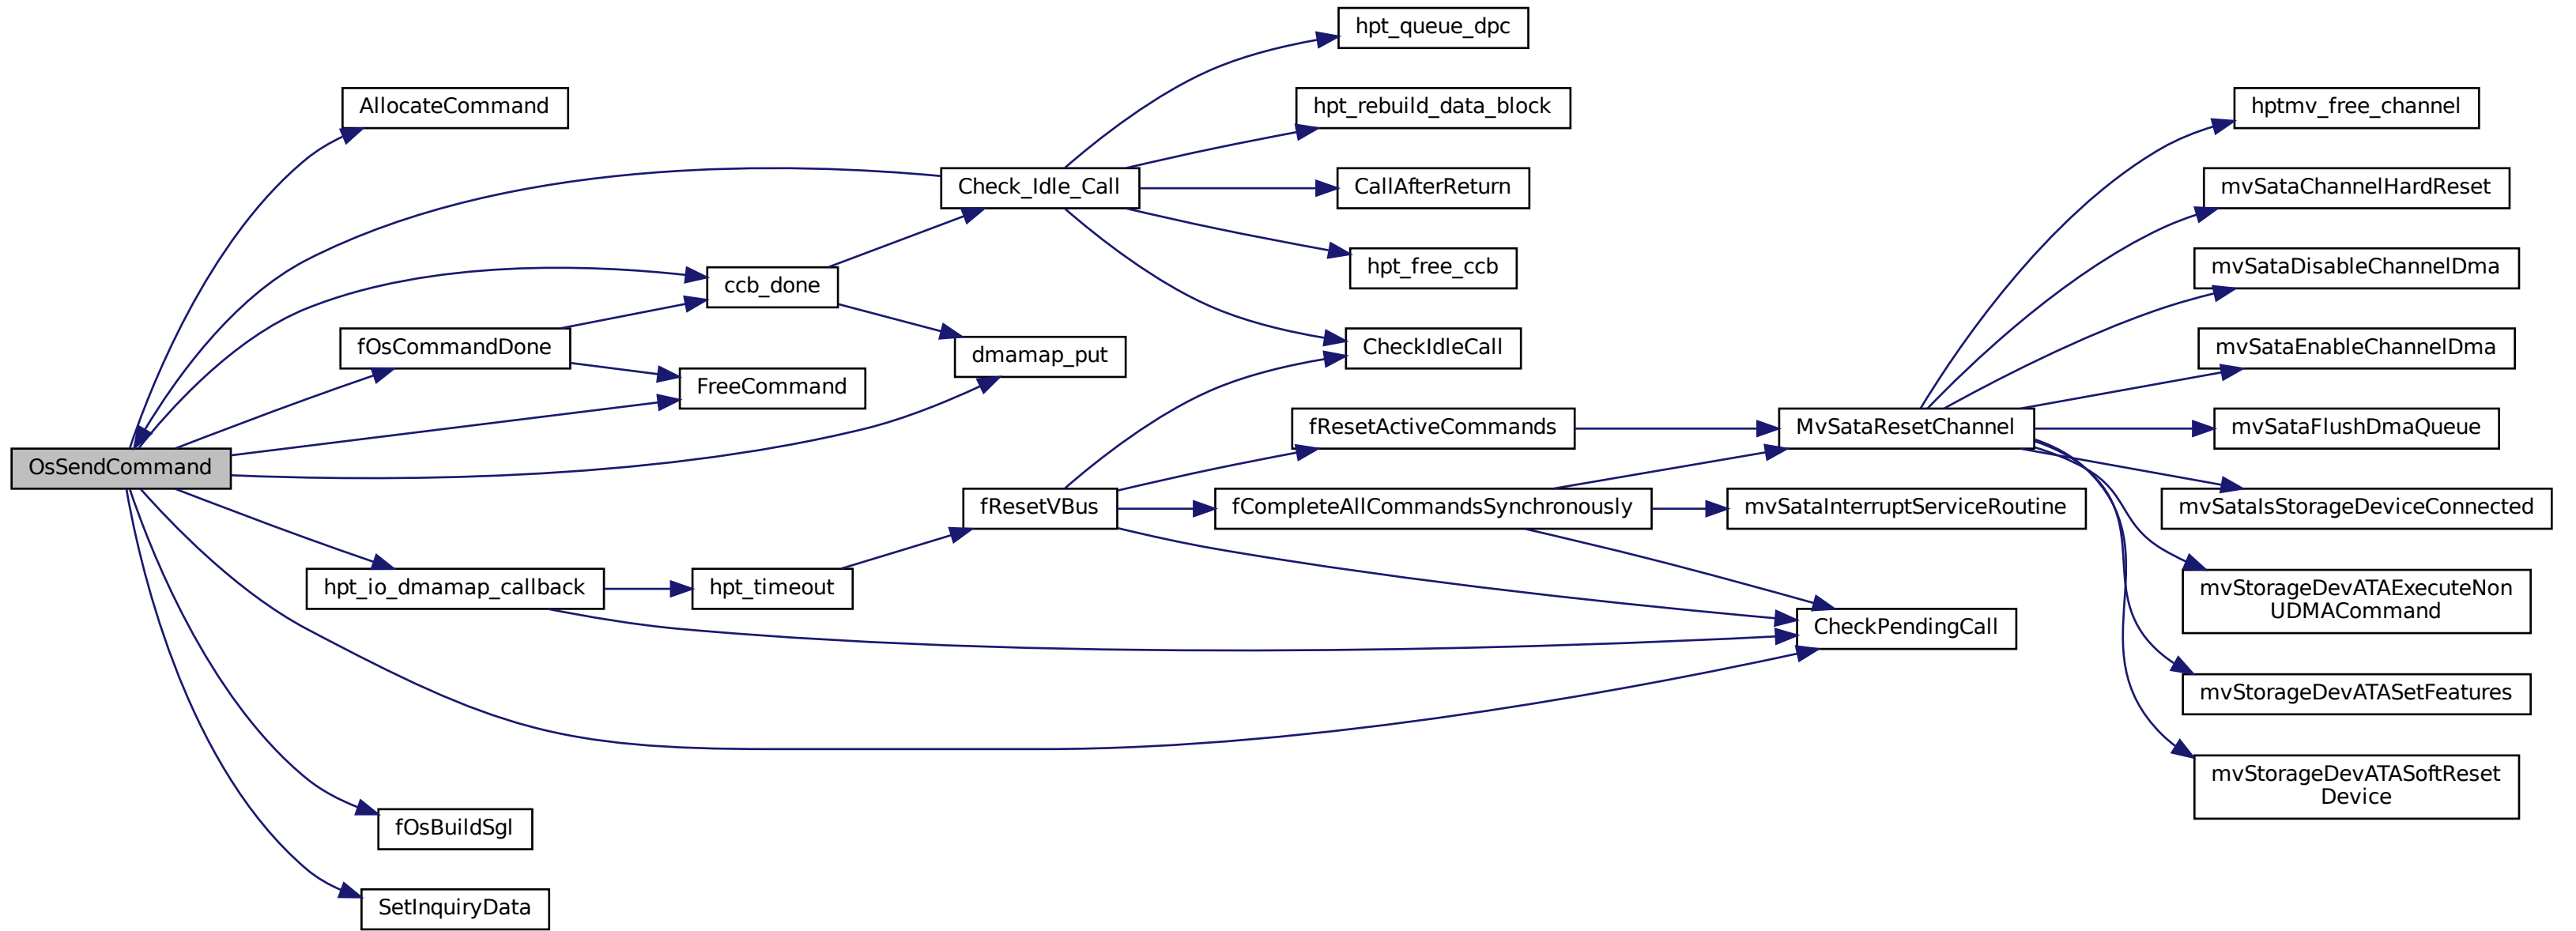 hpt_queue_dpc
AllocateCommand
hpt_rebuild_data_block
hptmv_free_channel
Check_Idle_Call
CallAfterReturn
mvSataChannelHardReset
hpt_free_ccb
mvSataDisableChannelDma
ccb_done
fOsCommandDone
dmamap_put
CheckIdleCall
mvSataEnableChannelDma
FreeCommand
fResetActiveCommands
MvSataResetChannel
mvSataFlushDmaQueue
OsSendCommand
fResetVBus
fCompleteAllCommandsSynchronously
mvSataInterruptServiceRoutine
mvSataIsStorageDeviceConnected
hpt_io_dmamap_callback
hpt_timeout
mvStorageDevATAExecuteNon
UDMACommand
CheckPendingCall
mvStorageDevATASetFeatures
mvStorageDevATASoftReset
Device
fOsBuildSgl
SetInquiryData